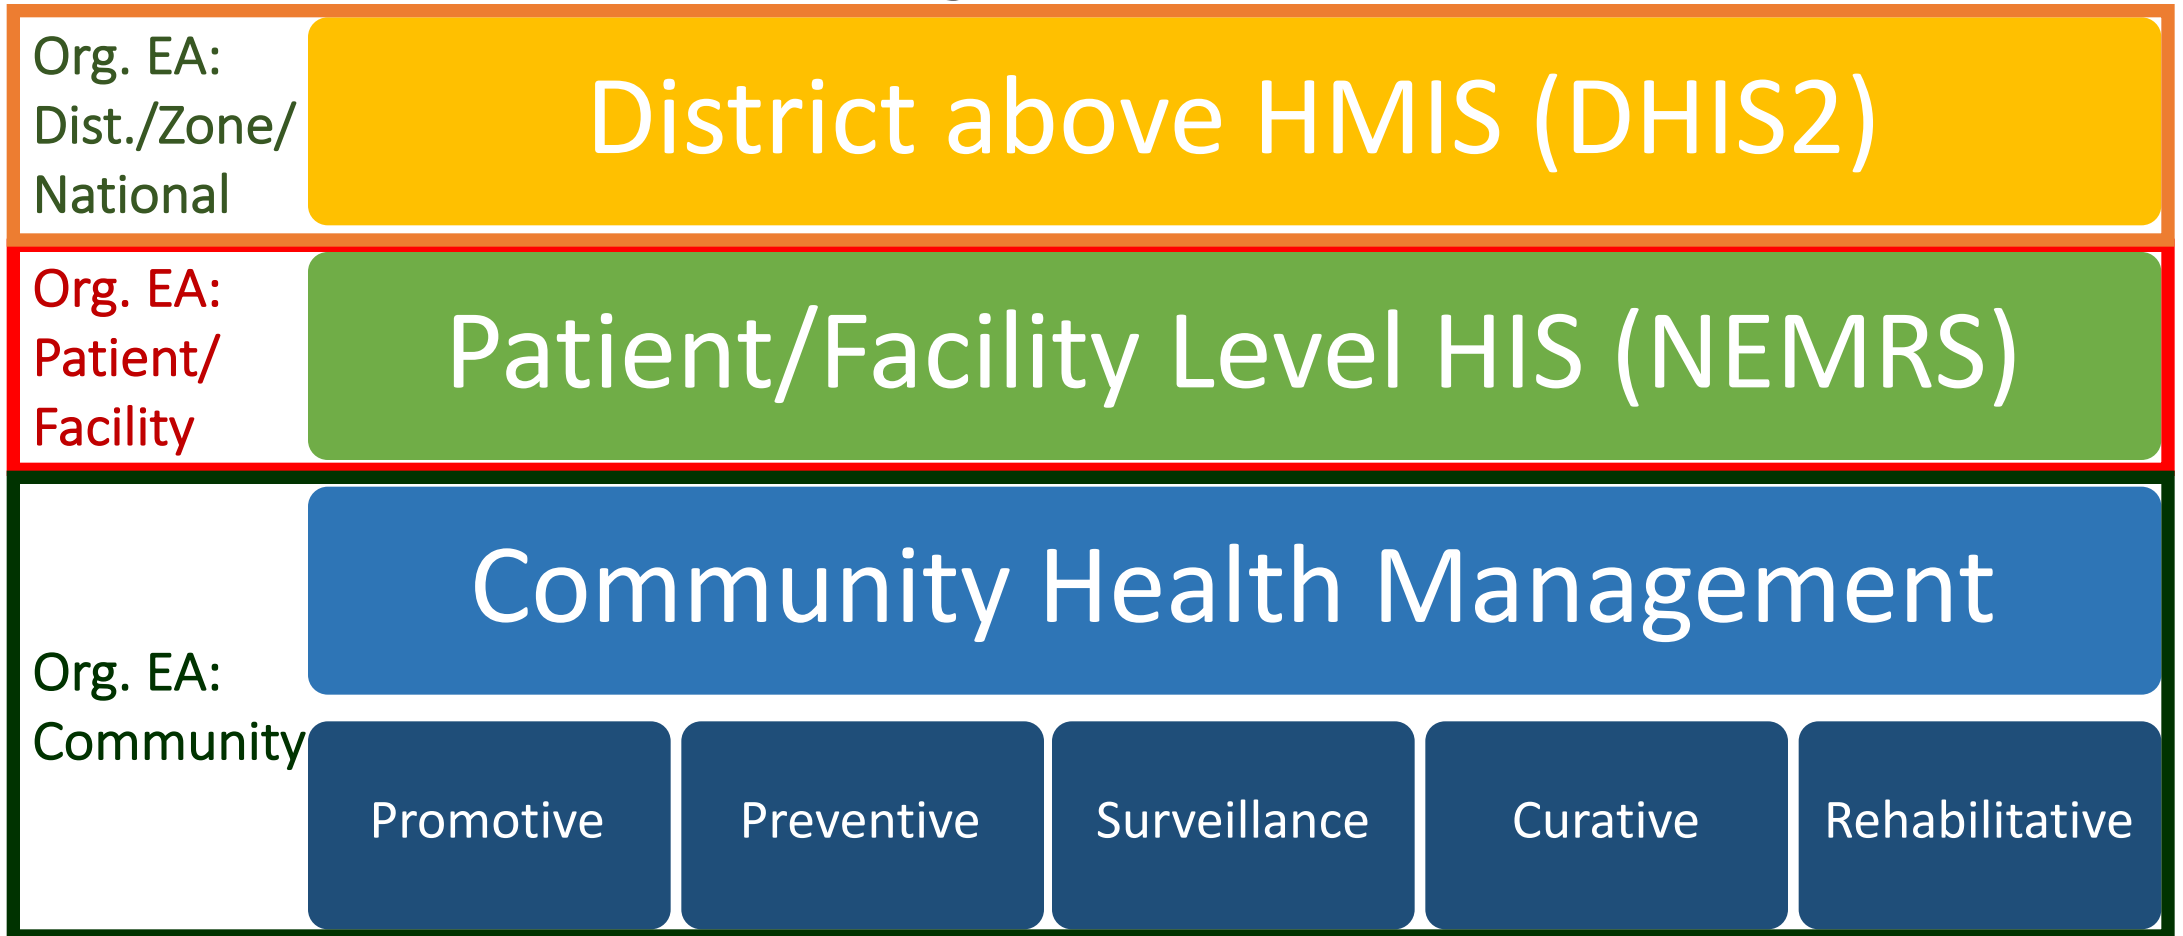 Org. EA:
Dist./Zone/
National
District above HMIS (DHIS2)
Org. EA:
Patient/
Facility
Patient/Facility Level HIS (NEMRS)
Org. EA:
Community
Community Health Management
Promotive
Preventive
Surveillance
Curative
Rehabilitative